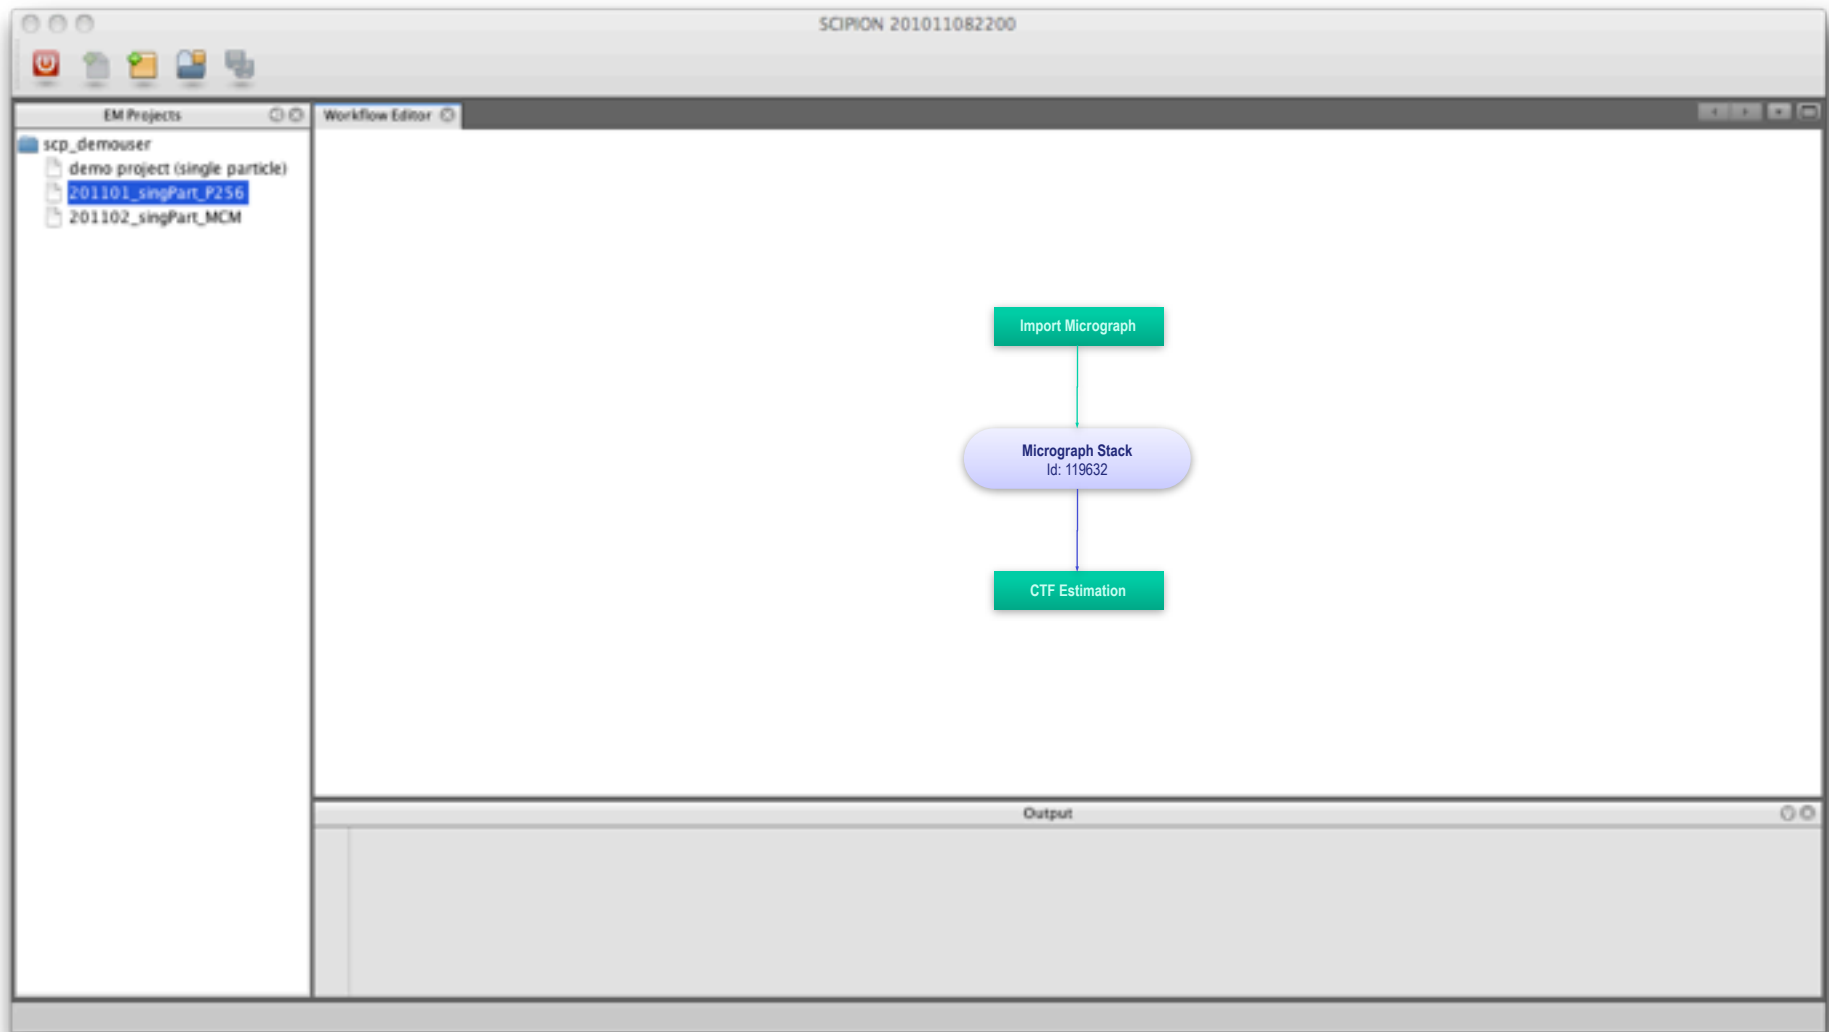 SCIPION 201011082200
EM Projects
Workflow Editor
scp_demouser
demo project (single particle)
201101_singPart_P256
201102_singPart_MCM
Import Micrograph
Micrograph Stack
Id: 119632
CTF Estimation
Output